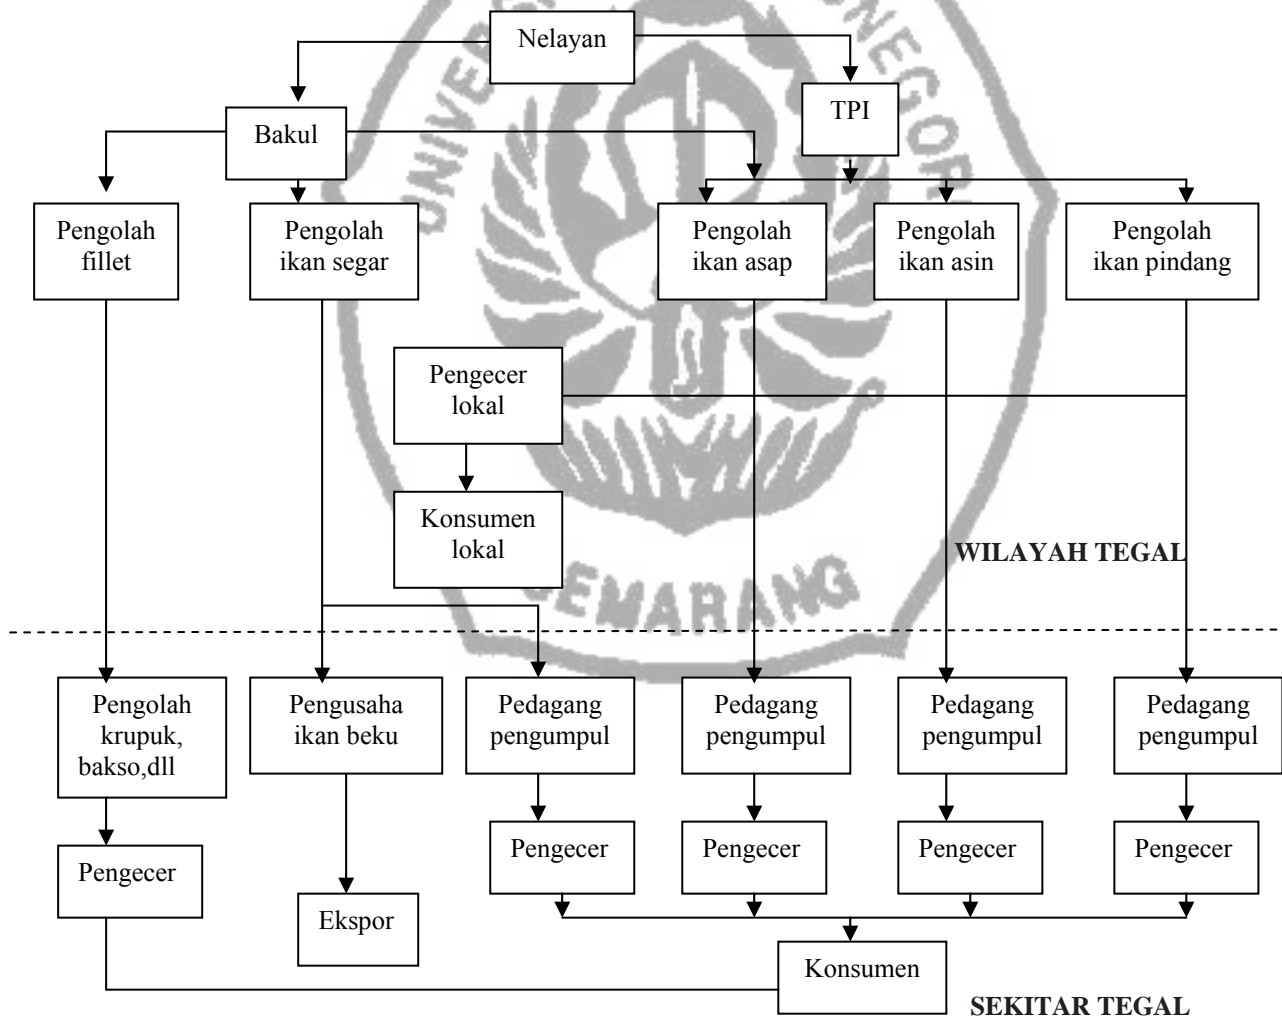 Nelayan
TPI
Bakul
Pengolah
fillet
Pengolah
ikan segar
Pengolah
ikan asap
Pengolah
ikan asin
Pengolah
ikan pindang
Pengecer
lokal
Konsumen
lokal
WILAYAH TEGAL
SEMARANG
Pengolah
krupuk,
bakso,dll
Pengusaha
ikan beku
Pedagang
pengumpul
Pedagang
pengumpul
Pedagang
pengumpul
Pedagang
pengumpul
Pengecer
Pengecer
Pengecer
Pengecer
Pengecer
Ekspor
Konsumen
SEKITAR TEGAL